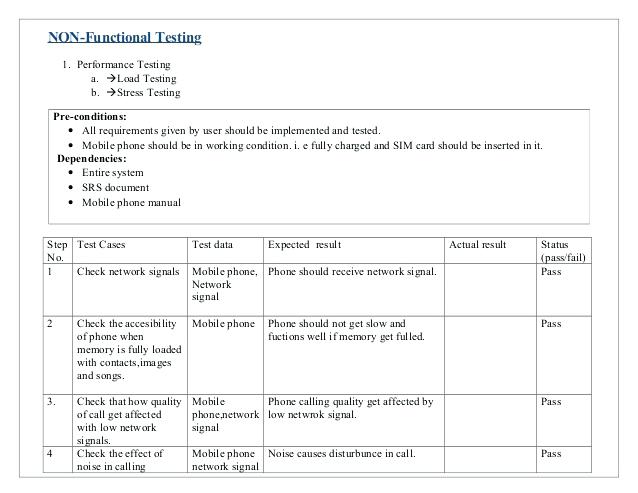 NON-Functional Testing
1. Performance Testing
a. →Load Testing
b. →Stress Testing
Pre-conditions:
• All requirements given by user should be implemented and tested.
• Mobile phone should be in working condition. i. e fully charged and SIM card should be inserted in it.
Dependencies:
• Entire system
• SRS document
• Mobile phone manual
Step No. Test Cases Test data Expected result Actual result Status (pass/fail)
1 Check network signals Mobile phone, Network signal Phone should receive network signal. Pass
2 Check the accesibility of phone when memory is fully loaded with contacts,images and songs. Mobile phone Phone should not get slow and fuctions well if memory get fulled. Pass
3. Check that how quality of call get affected with low network signals. Mobile phone,network signal Phone calling quality get affected by low netwrok signal. Pass
4 Check the effect of noise in calling Mobile phone network signal Noise causes disturbunce in call. Pass